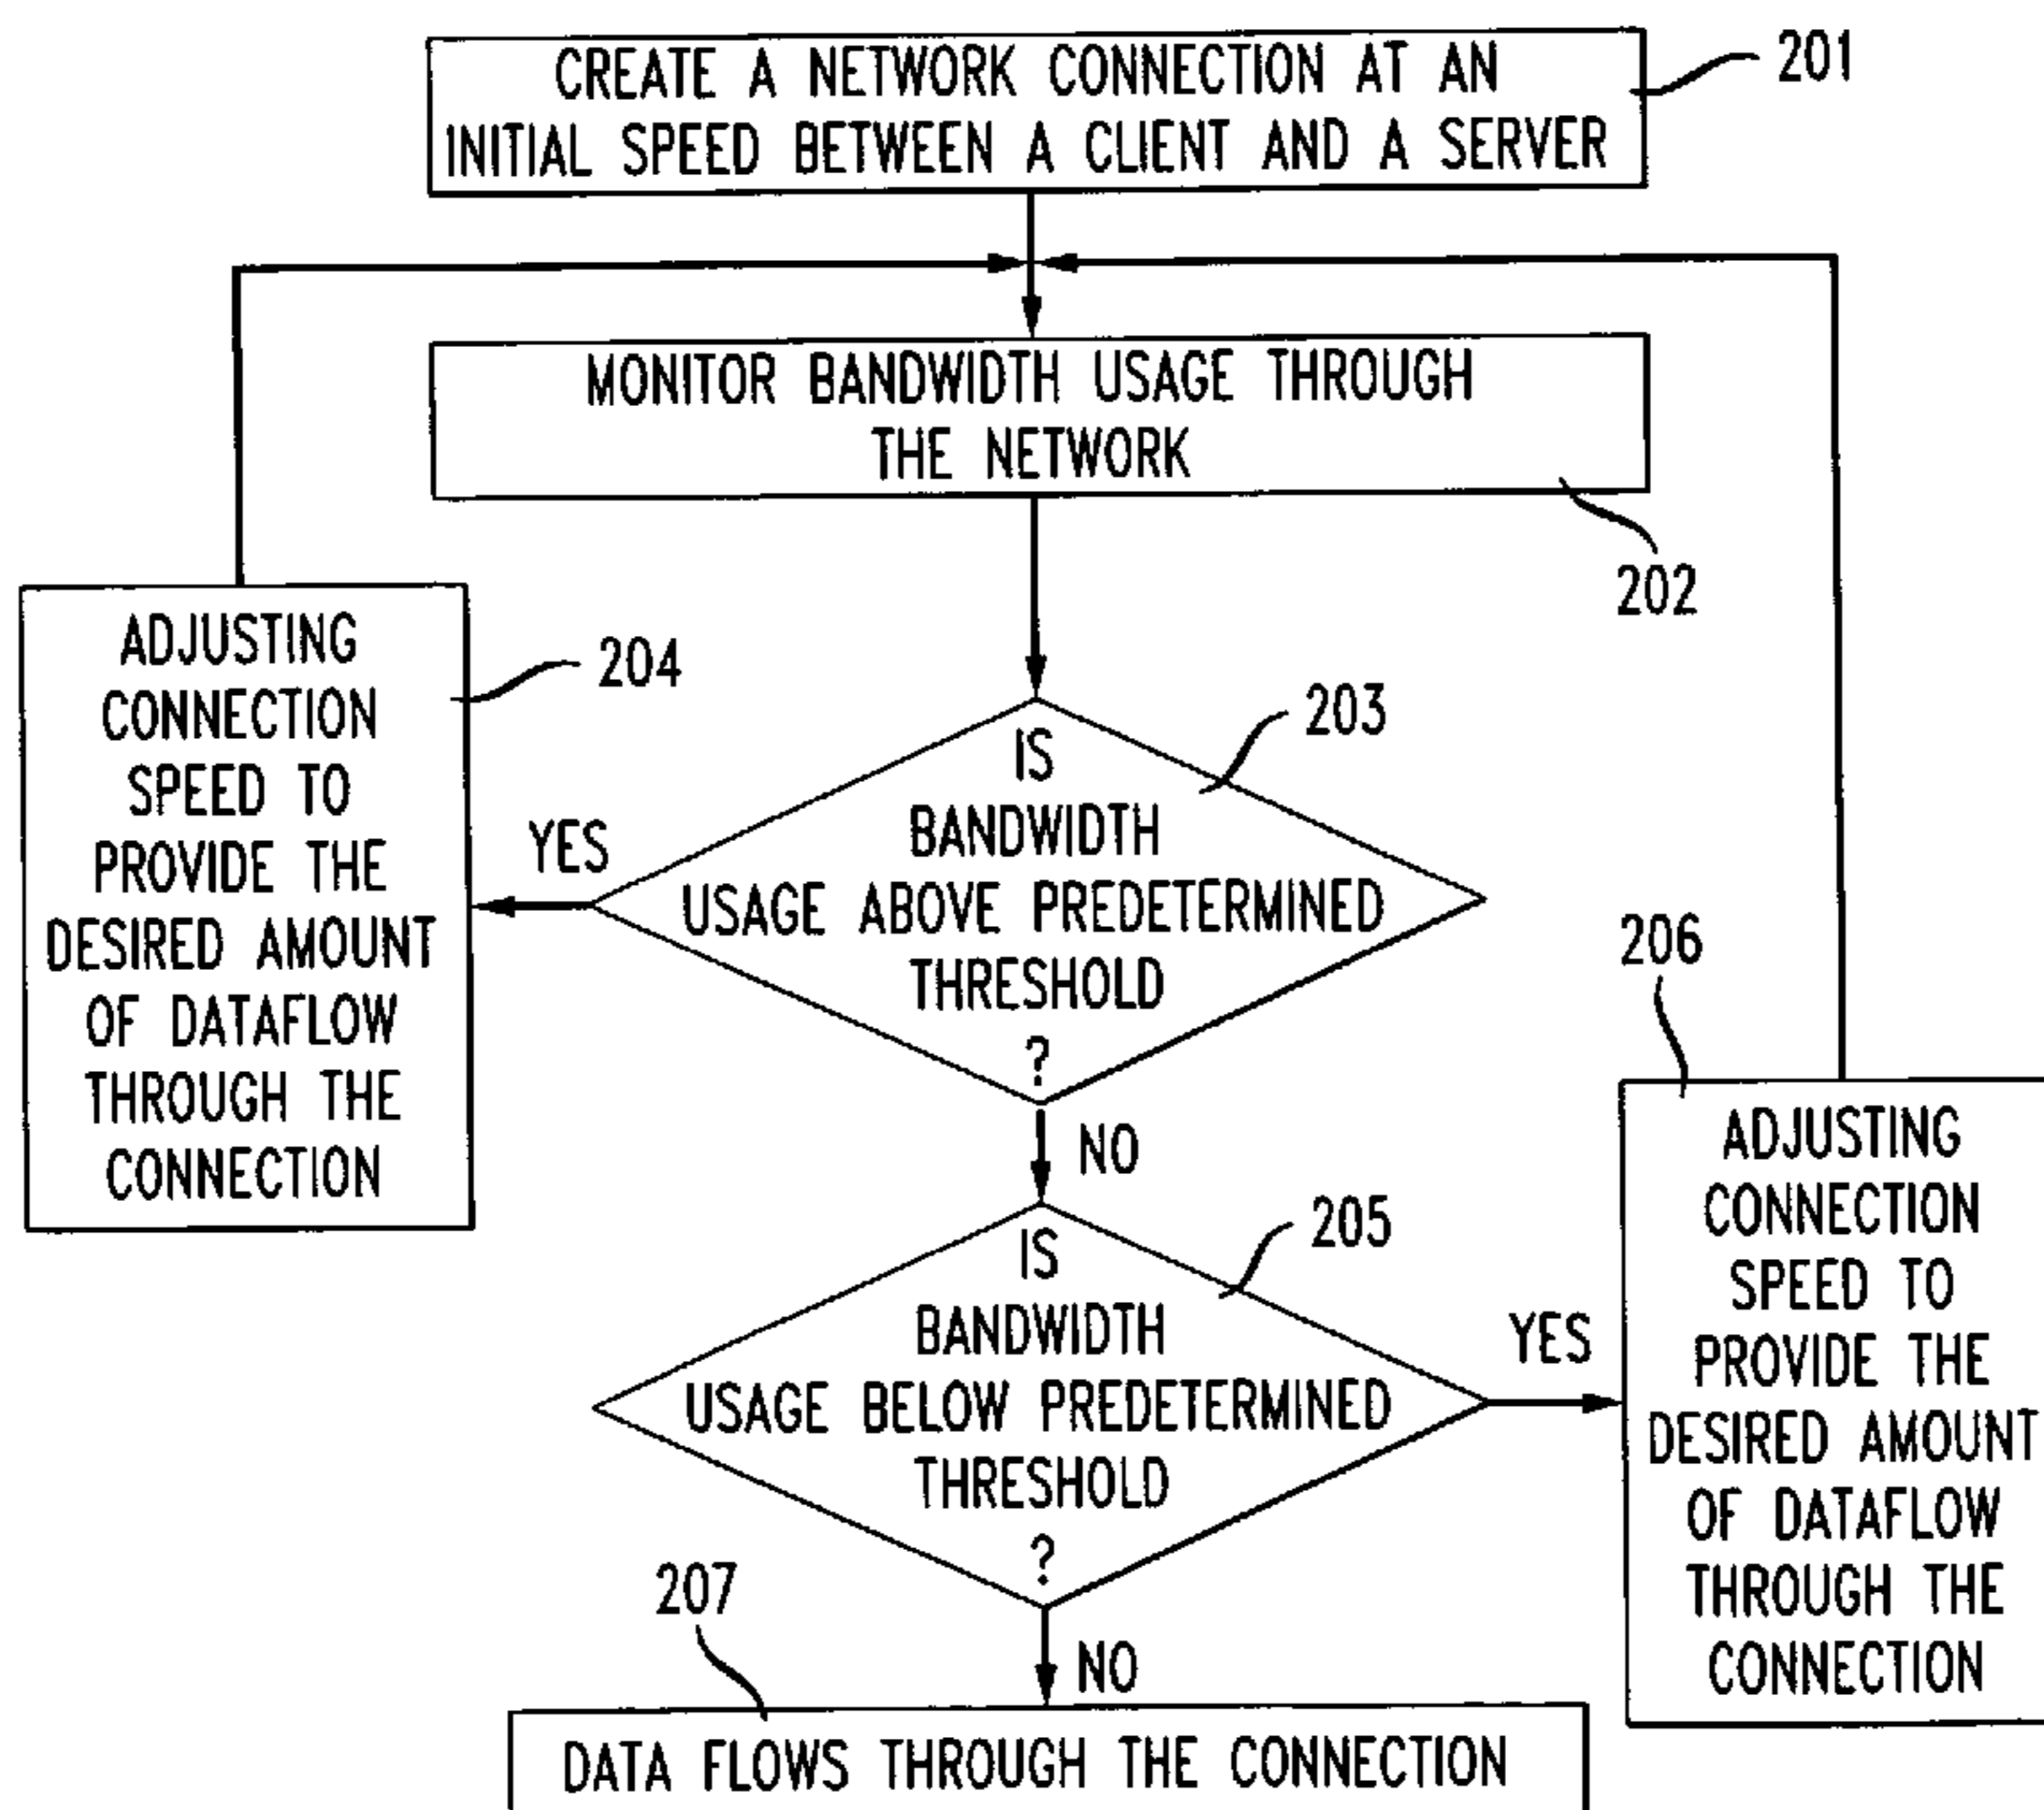 CREATE A NETWORK CONNECTION AT AN
INITIAL SPEED BETWEEN A CLIENT AND A SERVER
201
MONITOR BANDWIDTH USAGE THROUGH
THE NETWORK
202
ADJUSTING
CONNECTION
SPEED TO
PROVIDE THE
DESIRED AMOUNT
OF DATAFLOW
THROUGH THE
CONNECTION
204
203
IS
BANDWIDTH
USAGE ABOVE PREDETERMINED
THRESHOLD
?
YES
NO
205
IS
BANDWIDTH
USAGE BELOW PREDETERMINED
THRESHOLD
?
YES
NO
206
ADJUSTING
CONNECTION
SPEED TO
PROVIDE THE
DESIRED AMOUNT
OF DATAFLOW
THROUGH THE
CONNECTION
207
DATA FLOWS THROUGH THE CONNECTION